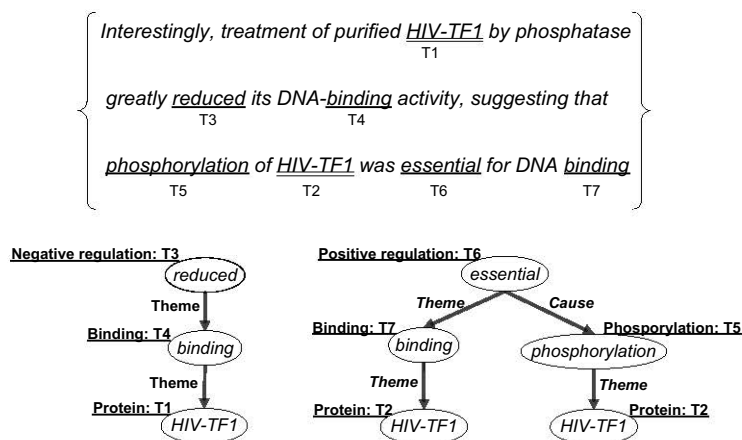 Interestingly, treatment of purified HIV-TF1 by phosphatase
T1
greatly reduced its DNA-binding activity, suggesting that
T3 T4
phosphorylation of HIV-TF1 was essential for DNA binding
T5 T2 T6 T7
Negative regulation: T3
reduced
Theme
Binding: T4
binding
Theme
Protein: T1
HIV-TF1
Positive regulation: T6
essential
Theme Cause
Binding: T7
binding
Phosporylation: T5
phosphorylation
Theme Theme
Protein: T2
HIV-TF1
HIV-TF1
Protein: T2